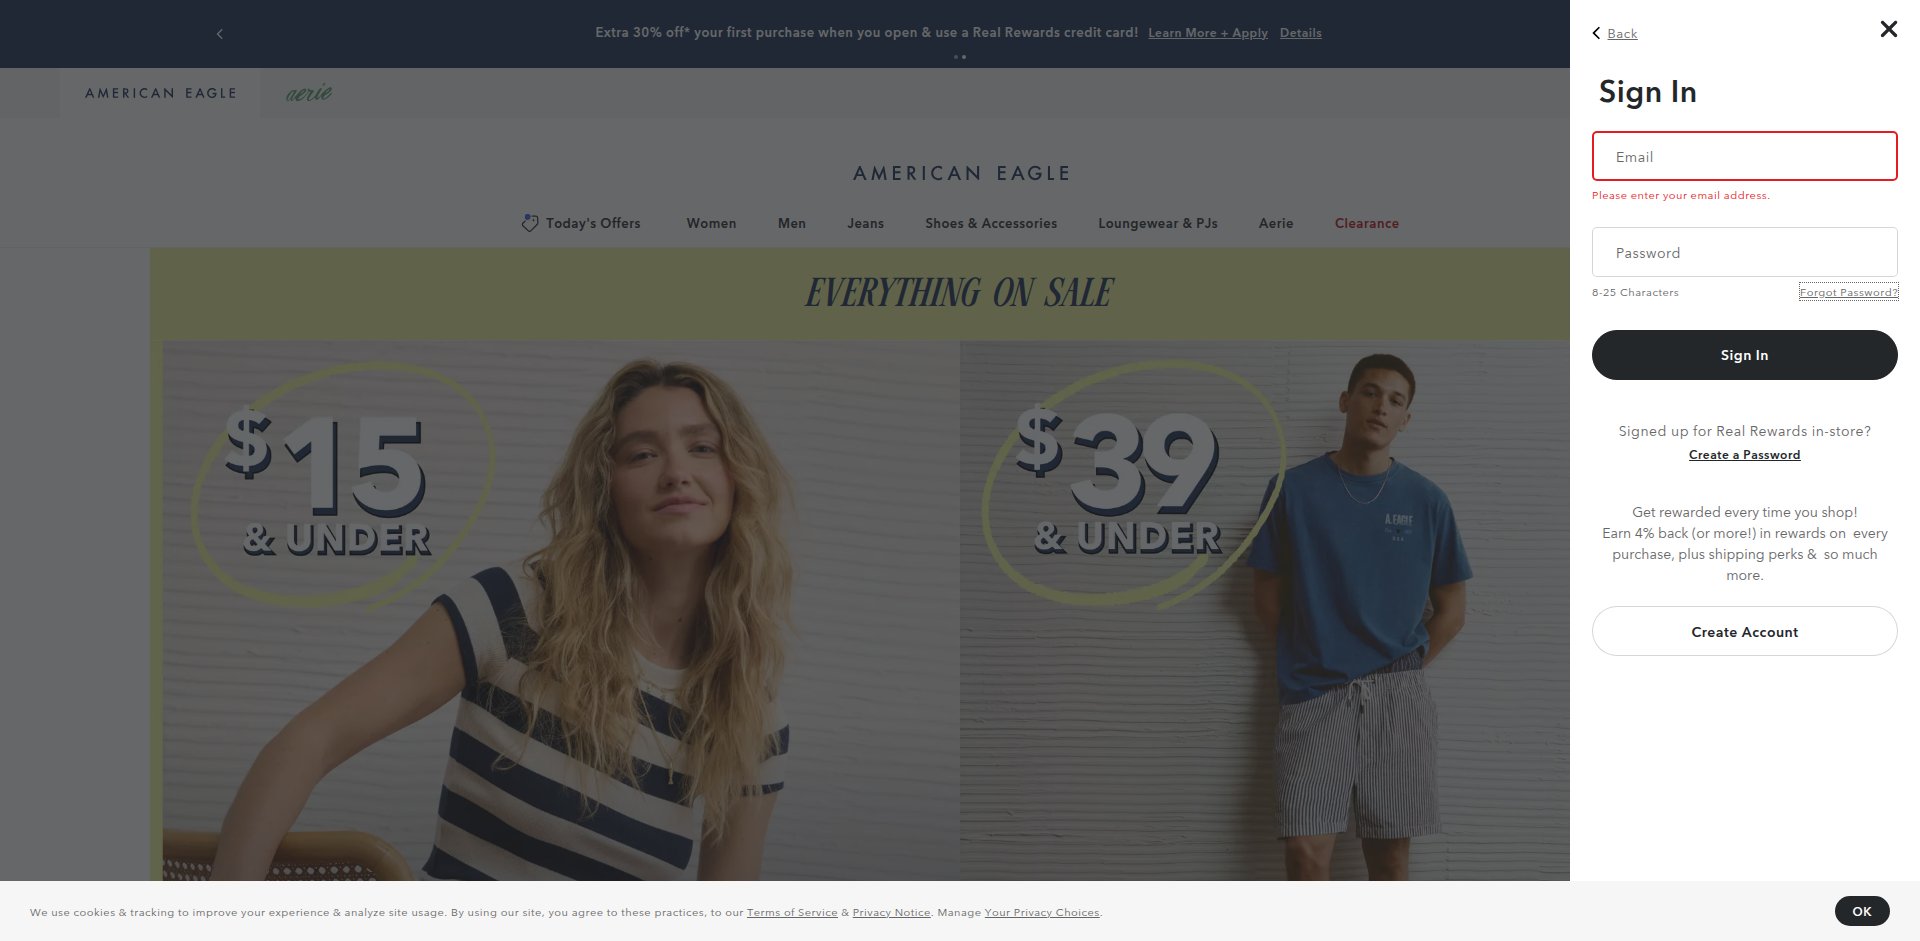 Extra 30% off* your first purchase when you open & use a Real Rewards credit card! Learn More + Apply Details
AMERICAN EAGLE
aerie
AMERICAN EAGLE
Today's Offers Women Men Jeans Shoes & Accessories Loungewear & PJs Aerie Clearance
EVERYTHING ON SALE
$15
& UNDER
$39
& UNDER
A. EAGLE
Back
Sign In
Email
Please enter your email address.
Password
8-25 Characters
Forgot Password?
Sign In
Signed up for Real Rewards in-store?
Create a Password
Get rewarded every time you shop!
Earn 4% back (or more!) in rewards on every
purchase, plus shipping perks & so much
more.
Create Account
We use cookies & tracking to improve your experience & analyze site usage. By using our site, you agree to these practices, to our Terms of Service & Privacy Notice. Manage Your Privacy Choices.
OK